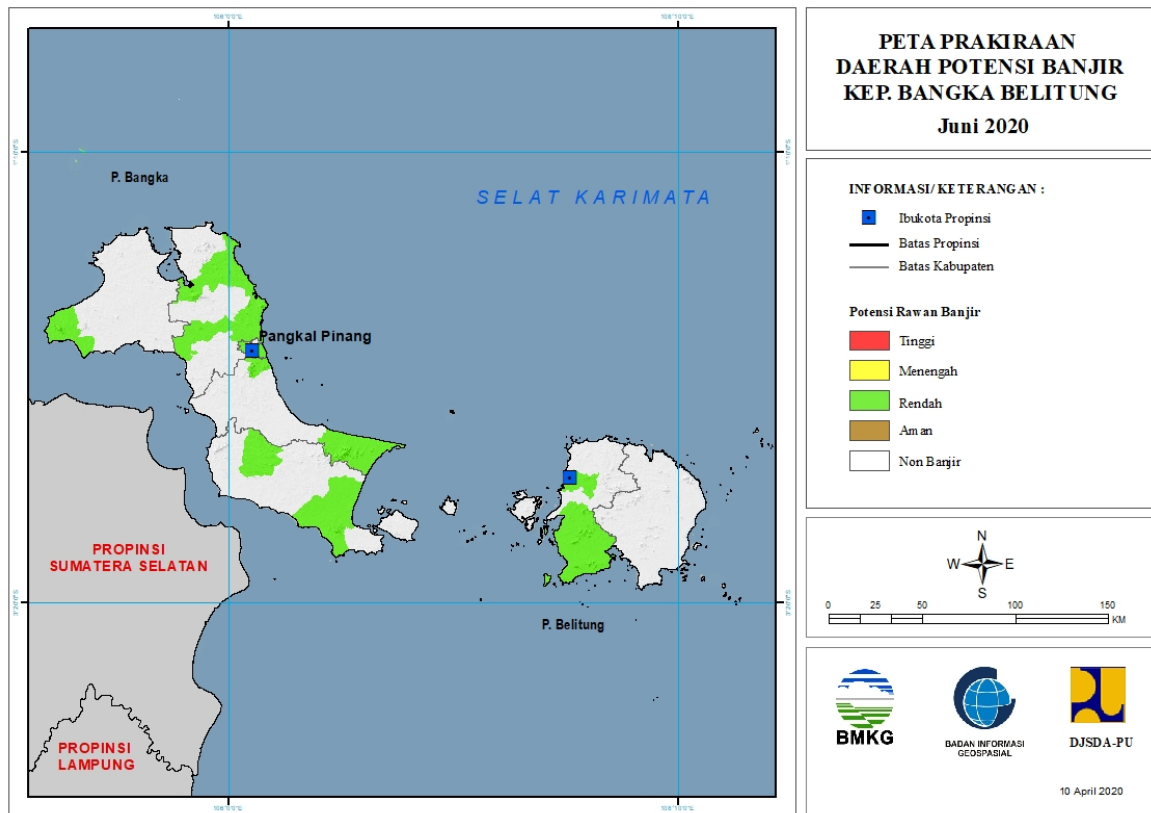 PETA PRAKIRAAN
DAERAH POTENSI BANJIR
KEP. BANGKA BELITUNG
Juni 2020
P. Bangka
SELAT KARIMATA
Pangkal Pinang
PROPINSI
SUMATERA SELATAN
P. Belitung
PROPINSI
LAMPUNG
INFORMASI/ KETERANGAN :
Ibukota Propinsi
Batas Propinsi
Batas Kabupaten
Potensi Rawan Banjir
Tinggi
Menengah
Rendah
Aman
Non Banjir
N
W E
S
0 25 50 100 150
KM
BMKG
BADAN INFORMASI
GEOSPASIAL
DJSDA-PU
10 April 2020